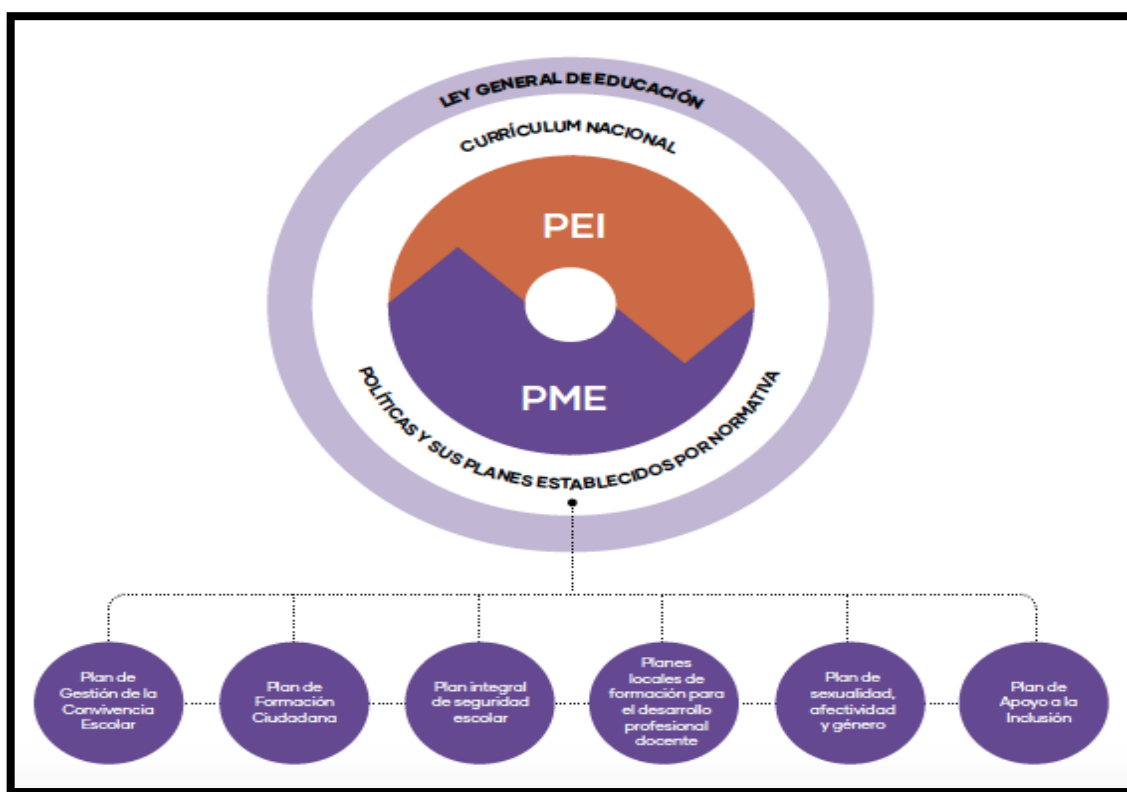 LEY GENERAL DE EDUCACIÓN
CURRÍCULUM NACIONAL
PEI
PME
POLÍTICAS Y SUS PLANES ESTABLECIDOS POR NORMATIVA
Plan de
Gestión de la
Convivencia
Escolar
Plan de
Formación
Ciudadana
Plan integral
de seguridad
escolar
Planes
locales de
formación para
el desarrollo
profesional
docente
Plan de
sexualidad,
afectividad
y género
Plan de
Apoyo a la
Inclusión